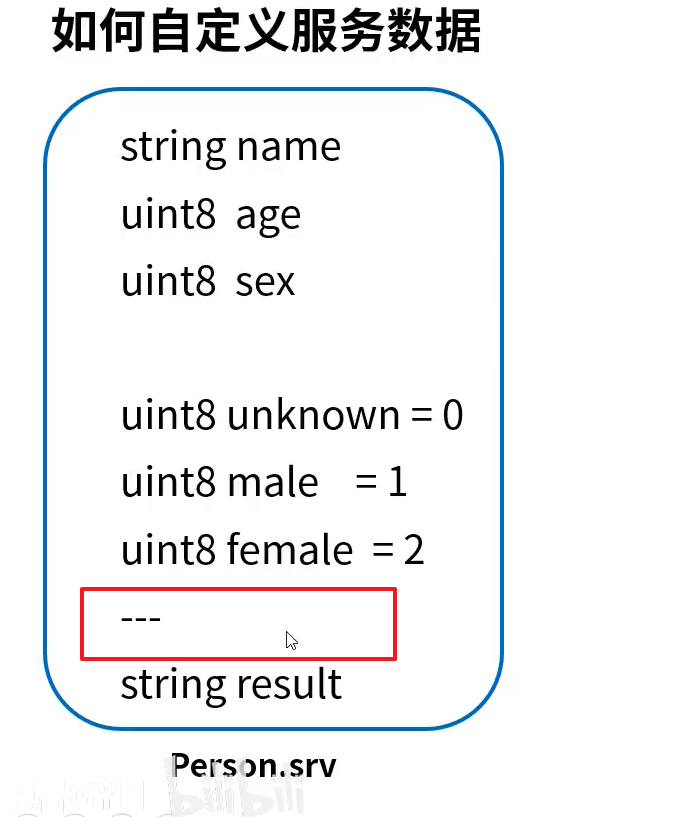 如何自定义服务数据
string name
uint8 age
uint8 sex
uint8 unknown = 0
uint8 male = 1
uint8 female = 2
---
string result
Person.srv
bilibili